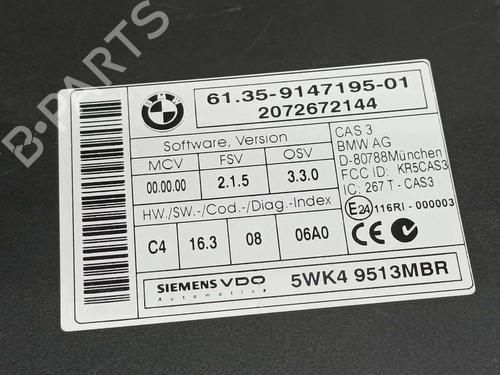 B-PARTS
BMW
61.35-9147195-01
2072672144
Software, Version
MCV FSV OSV
00.00.00 2.1.5 3.3.0
HW./SW.-/Cod.-/Diag.-Index
C4 16.3 08 06A0
CAS 3
BMW AG
D-80788München
FCC ID: KR5CAS3
IC: 267 T - CAS3
E24 116RI - 000003
CE
SIEMENS VDO
Automotive
5WK4 9513MBR